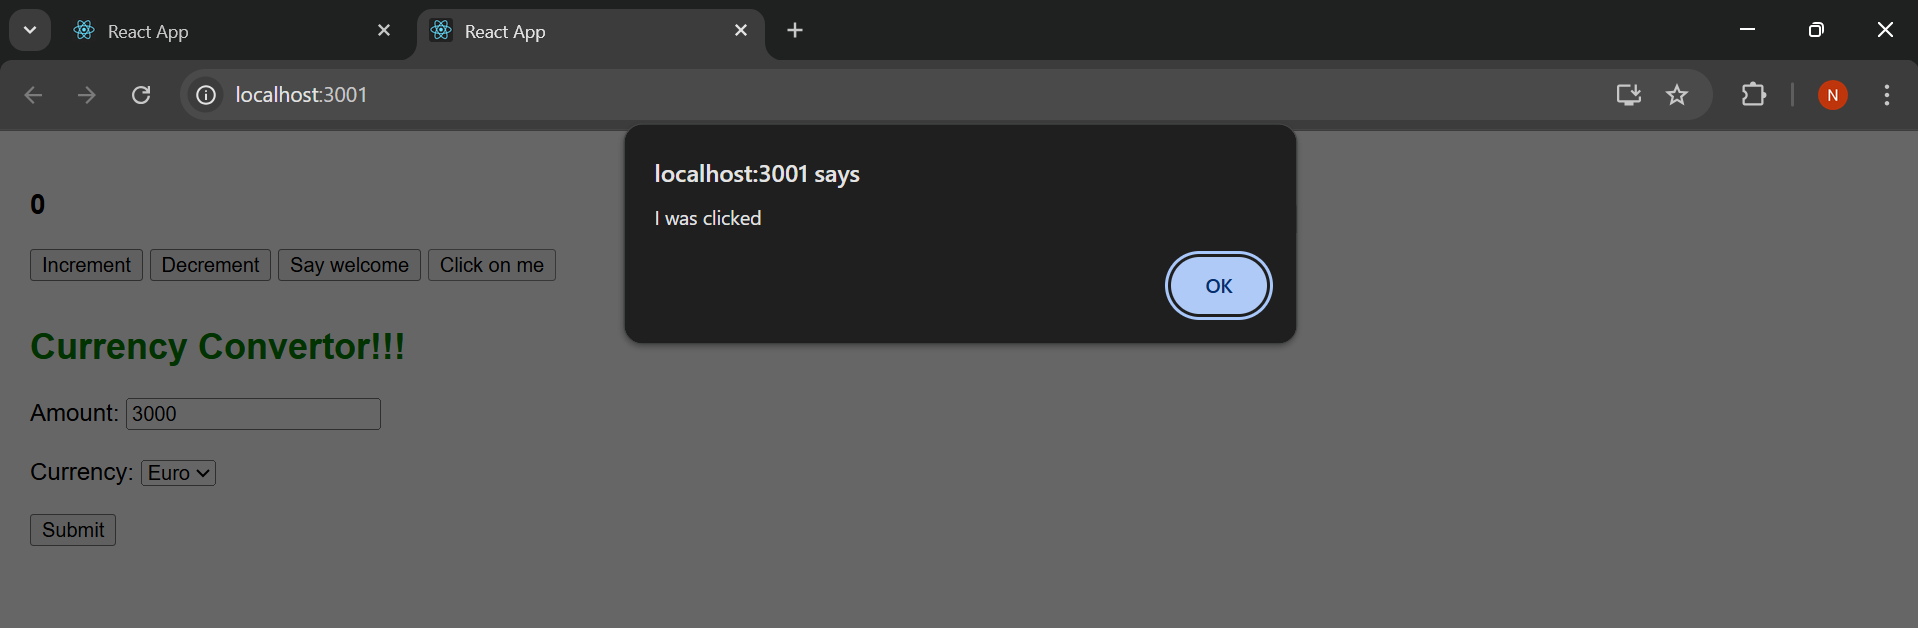 React App
React App
localhost:3001
N
localhost:3001 says
I was clicked
OK
0
Increment Decrement Say welcome Click on me
Currency Convertor!!!
Amount: 3000
Currency: Euro
Submit